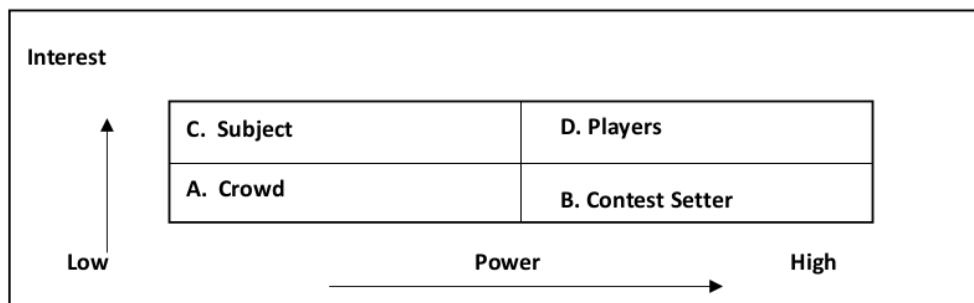 Interest
C. Subject
D. Players
A. Crowd
B. Contest Setter
Low
Power
High